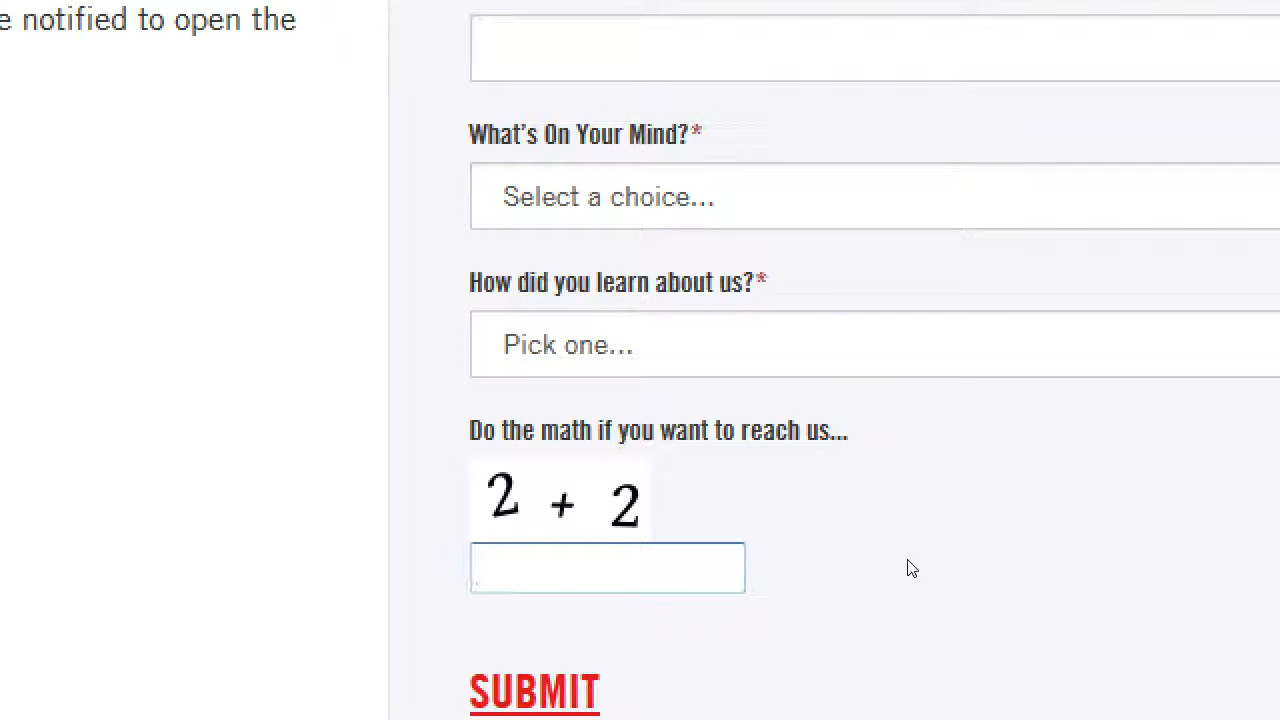 e notified to open the
What's On Your Mind?*
Select a choice...
How did you learn about us?*
Pick one...
Do the math if you want to reach us...
2 + 2
SUBMIT